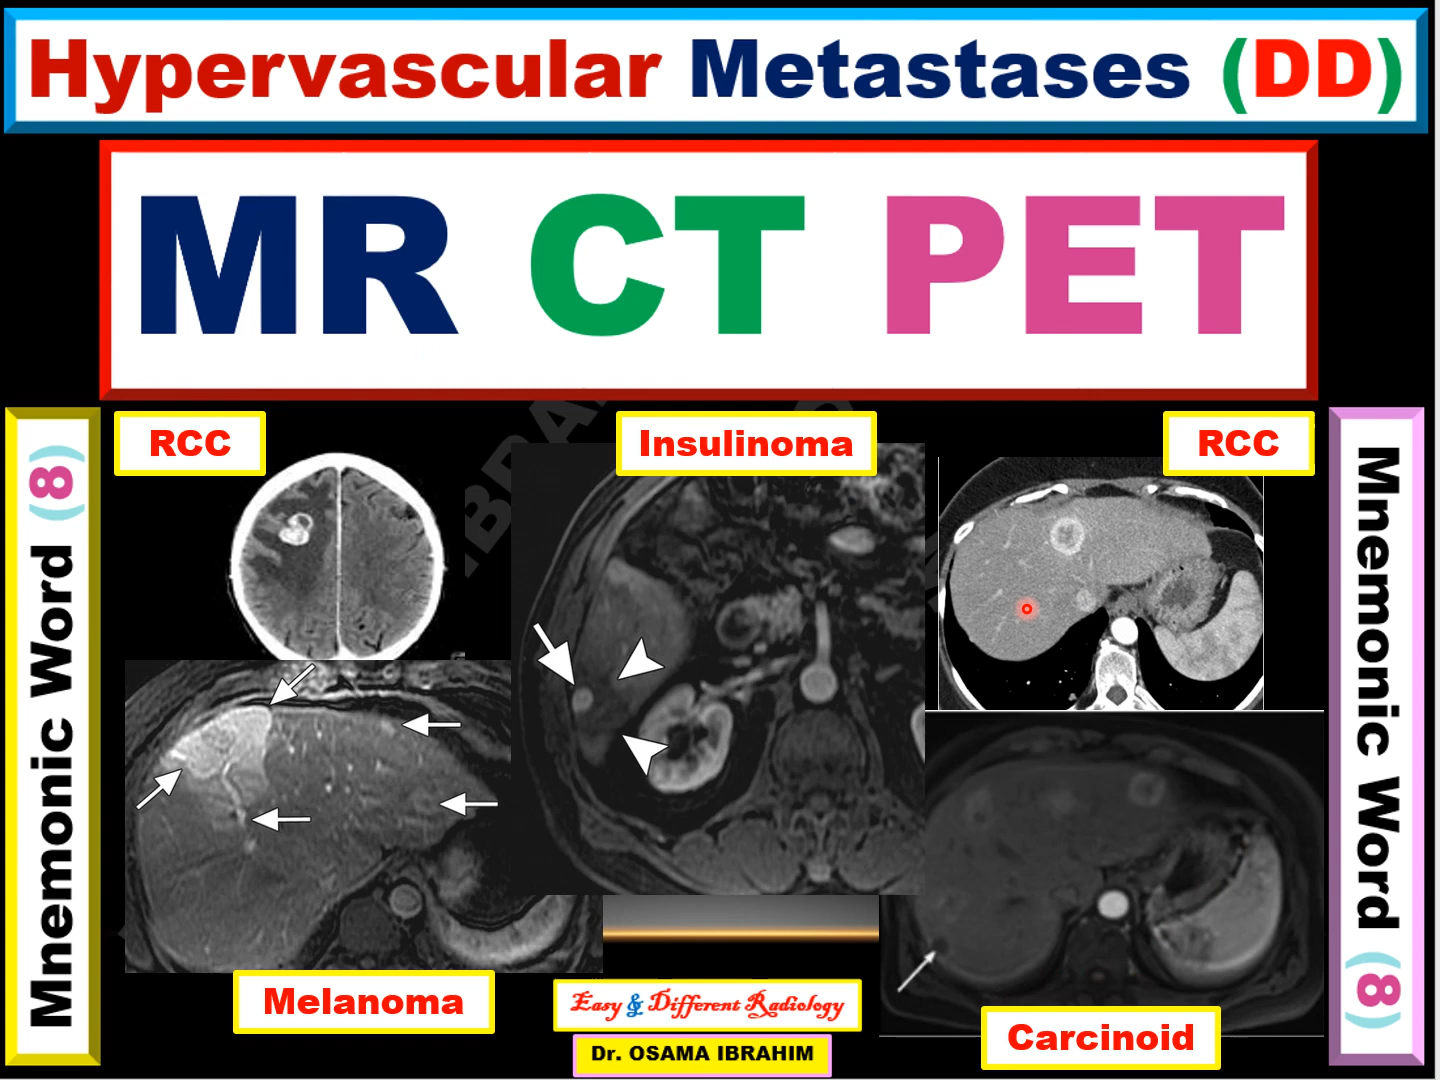 Hypervascular Metastases (DD)
MR CT PET
Mnemonic Word (8)
RCC
Insulinoma
RCC
Mnemonic Word (8)
Melanoma
Easy & Different Radiology
Dr. OSAMA IBRAHIM
Carcinoid